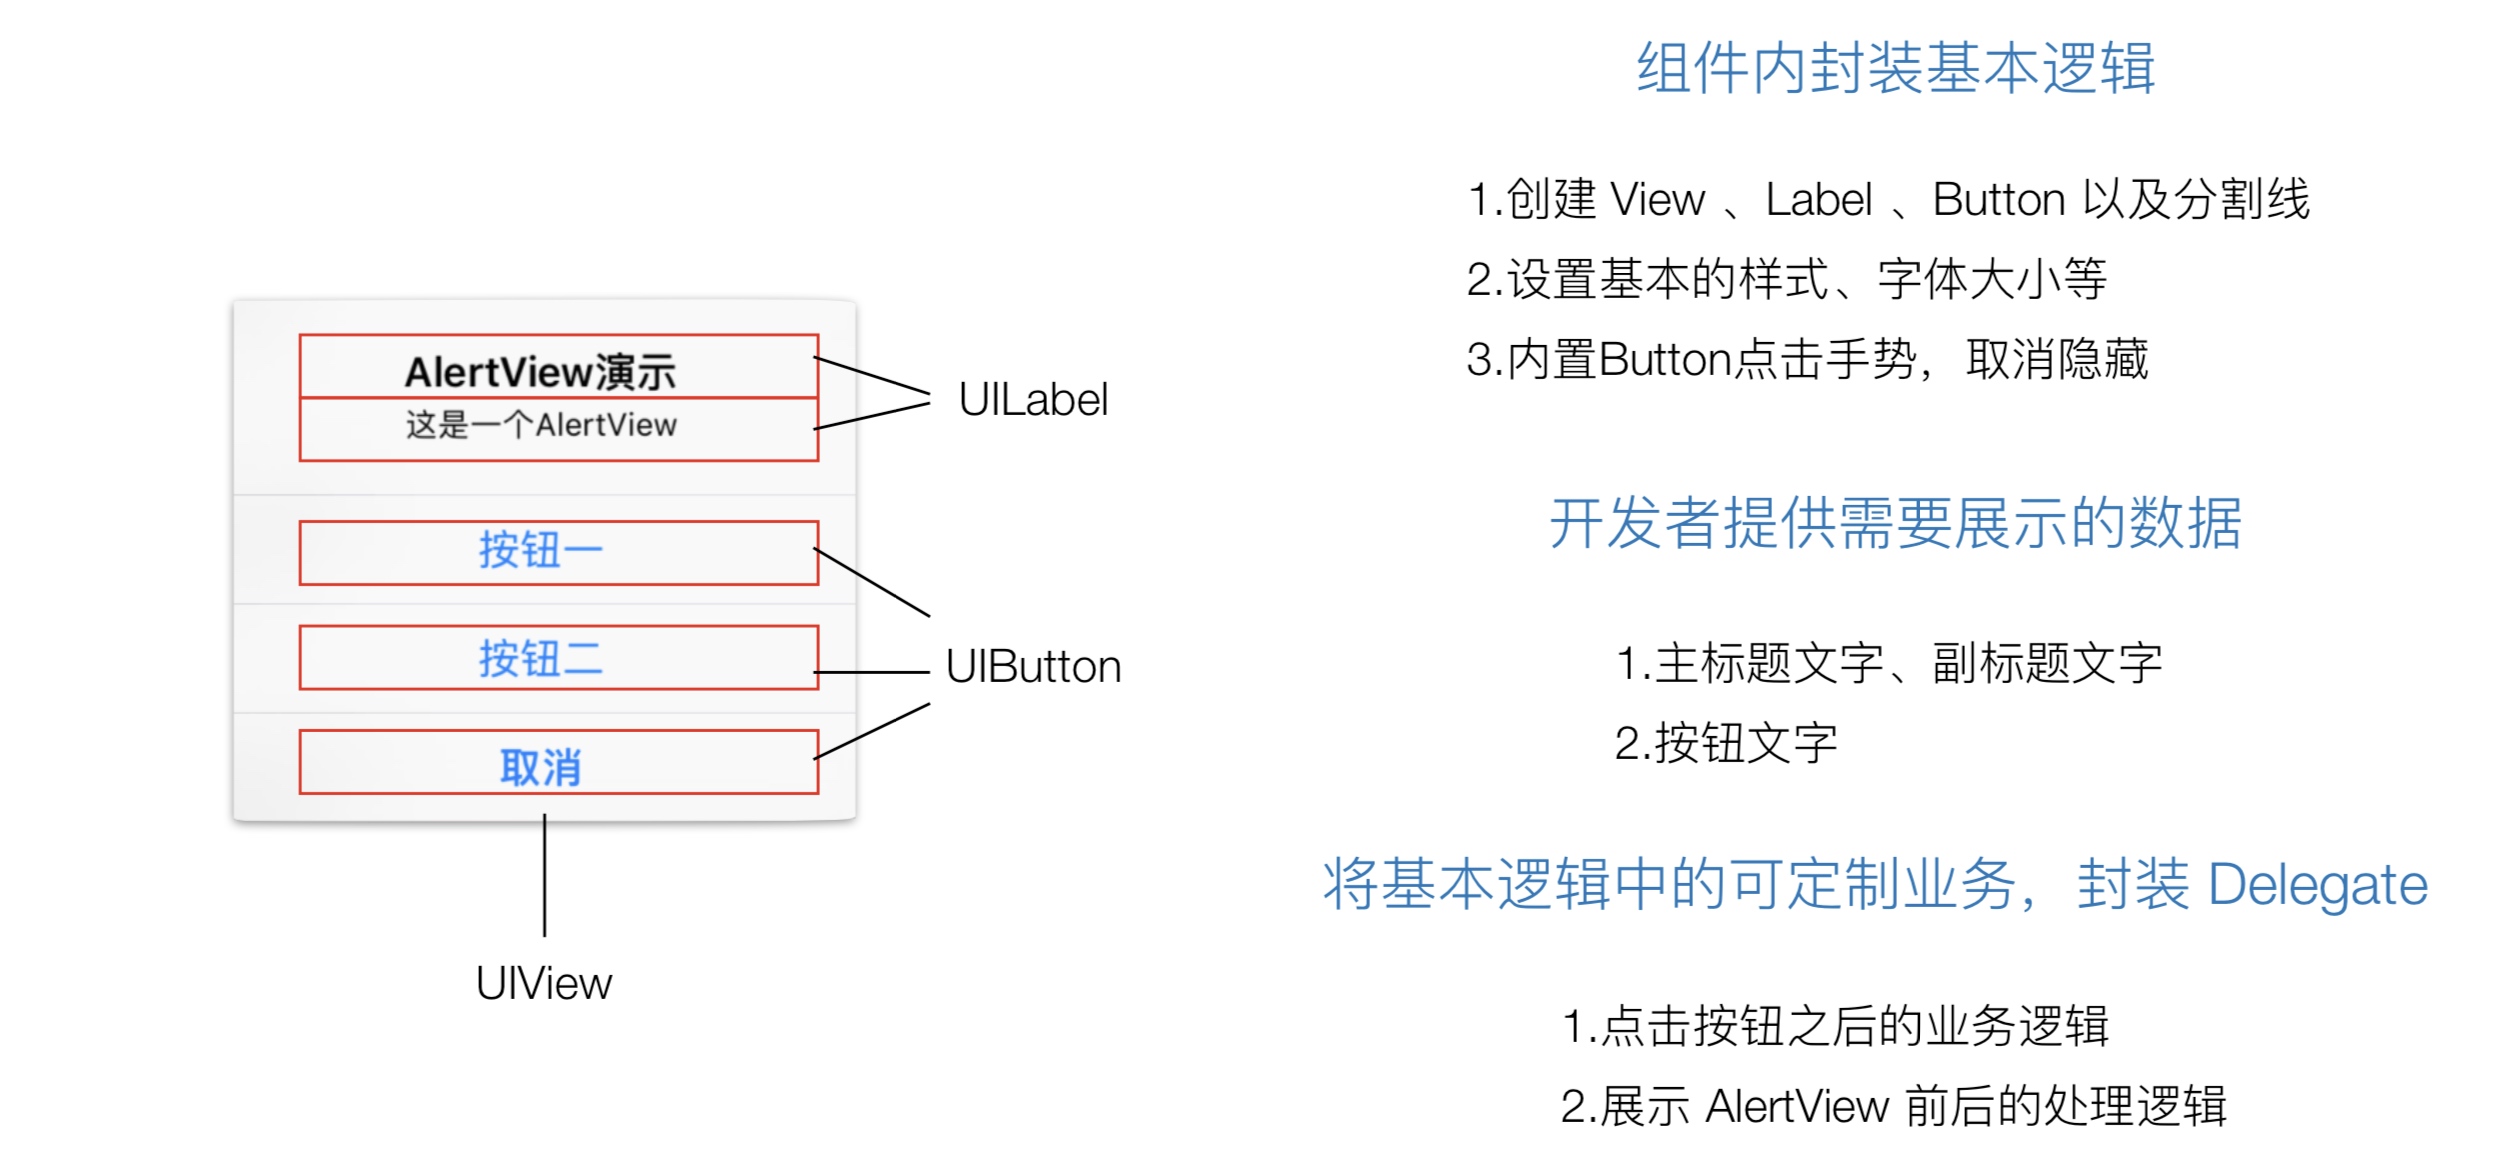 AlertView演示
这是一个AlertView
UILabel
按钮一
按钮二
UIButton
取消
UIView
组件内封装基本逻辑
1.创建 View 、Label 、Button 以及分割线
2.设置基本的样式、字体大小等
3.内置Button点击手势，取消隐藏
开发者提供需要展示的数据
1.主标题文字、副标题文字
2.按钮文字
将基本逻辑中的可定制业务，封装 Delegate
1.点击按钮之后的业务逻辑
2.展示 AlertView 前后的处理逻辑